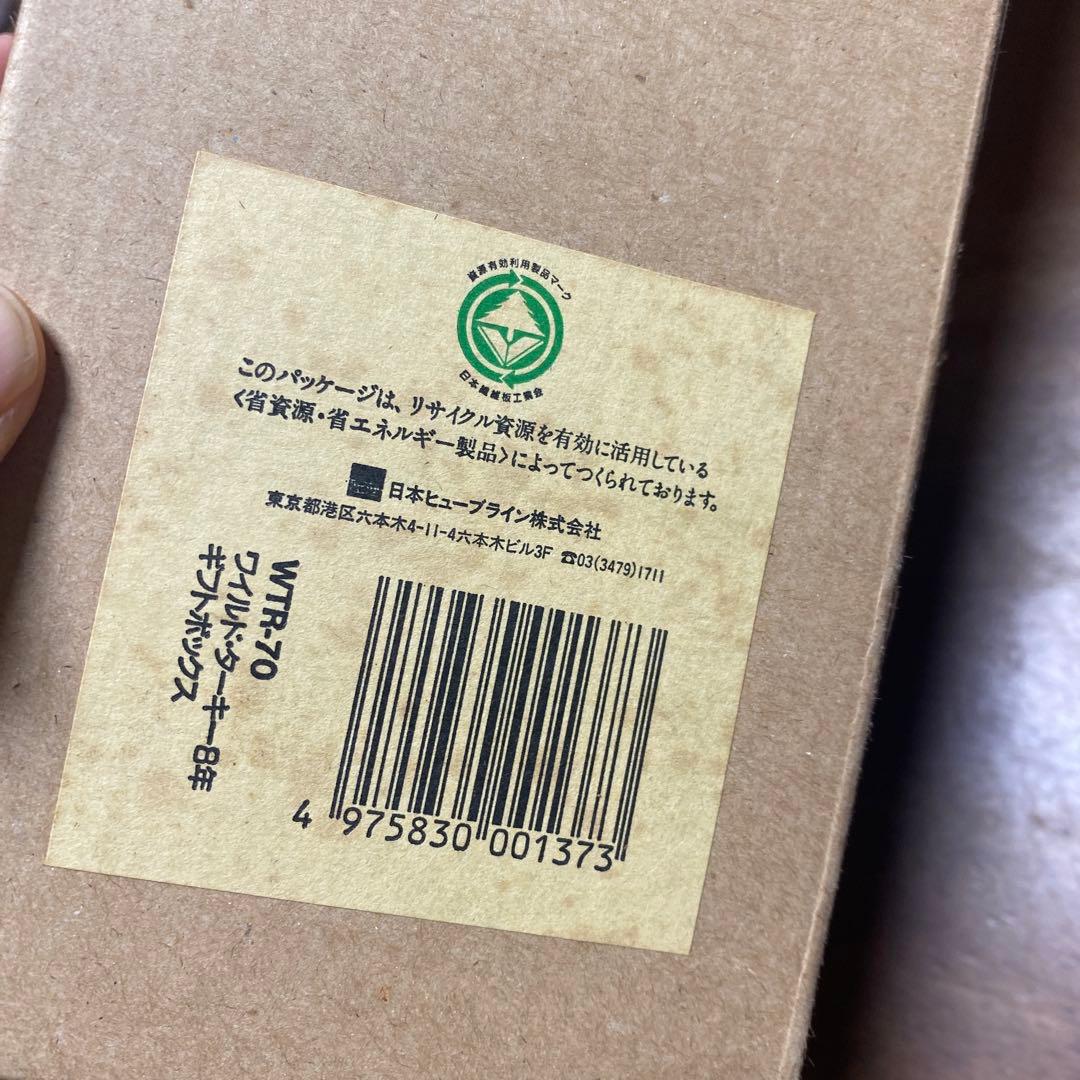 資源有効利用製品マーク
日本繊維板工業会
このパッケージは、リサイクル資源を有効に活用している
〈省資源・省エネルギー製品〉によってつくられております。
日本ヒューブライン株式会社
東京都港区六本木4-11-4六本木ビル3F ☎03(3479)1711
WTR-70
ワイルド・ターキー8年
ギフトボックス
4 975830 001373